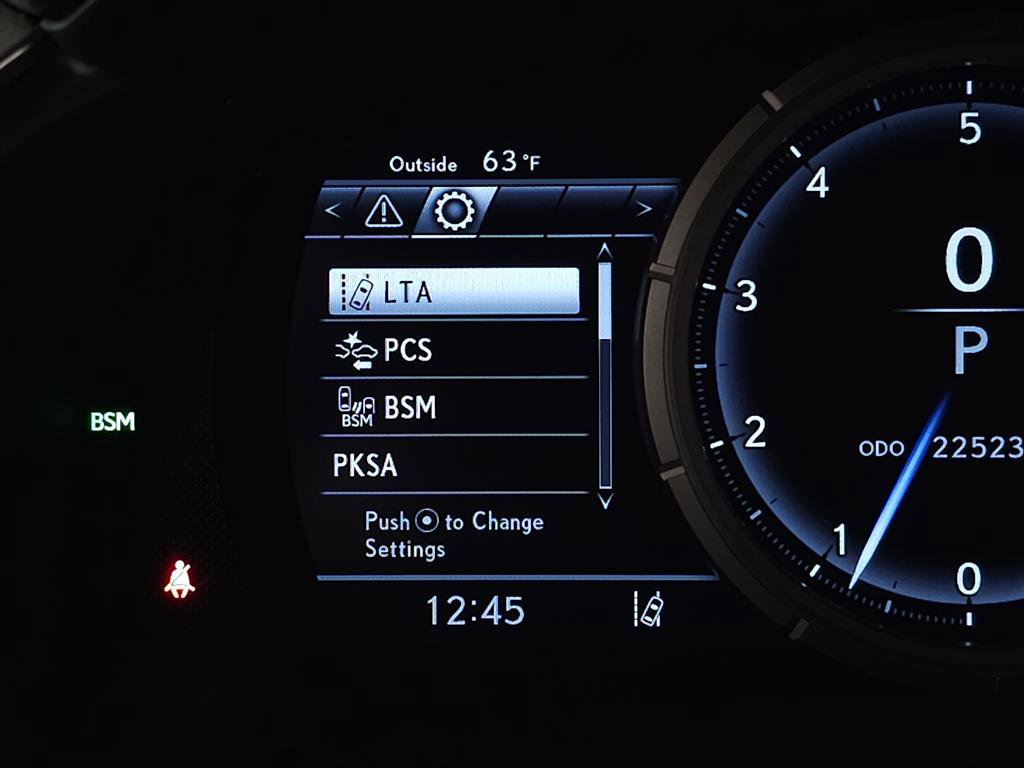 Outside 63°F
< >
LTA
PCS
BSM
BSM
PKSA
Push to Change
Settings
12:45
BSM
5
4
3
2
1
0
0
P
ODO 22523